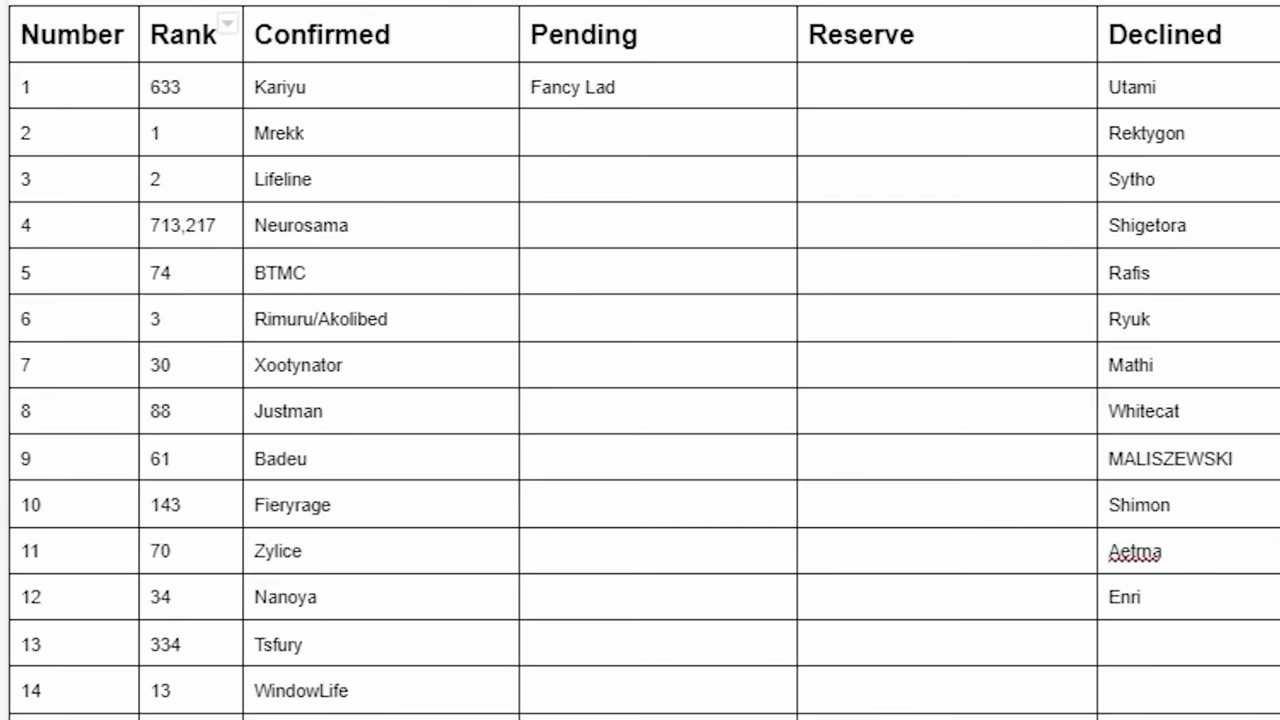 Number Rank Confirmed Pending Reserve Declined
1 633 Kariyu Fancy Lad Utami
2 1 Mrekk Rektygon
3 2 Lifeline Sytho
4 713,217 Neurosama Shigetora
5 74 BTMC Rafis
6 3 Rimuru/Akolibed Ryuk
7 30 Xootynator Mathi
8 88 Justman Whitecat
9 61 Badeu MALISZEWSKI
10 143 Fieryrage Shimon
11 70 Zylice Aetrna
12 34 Nanoya Enri
13 334 Tsfury
14 13 WindowLife